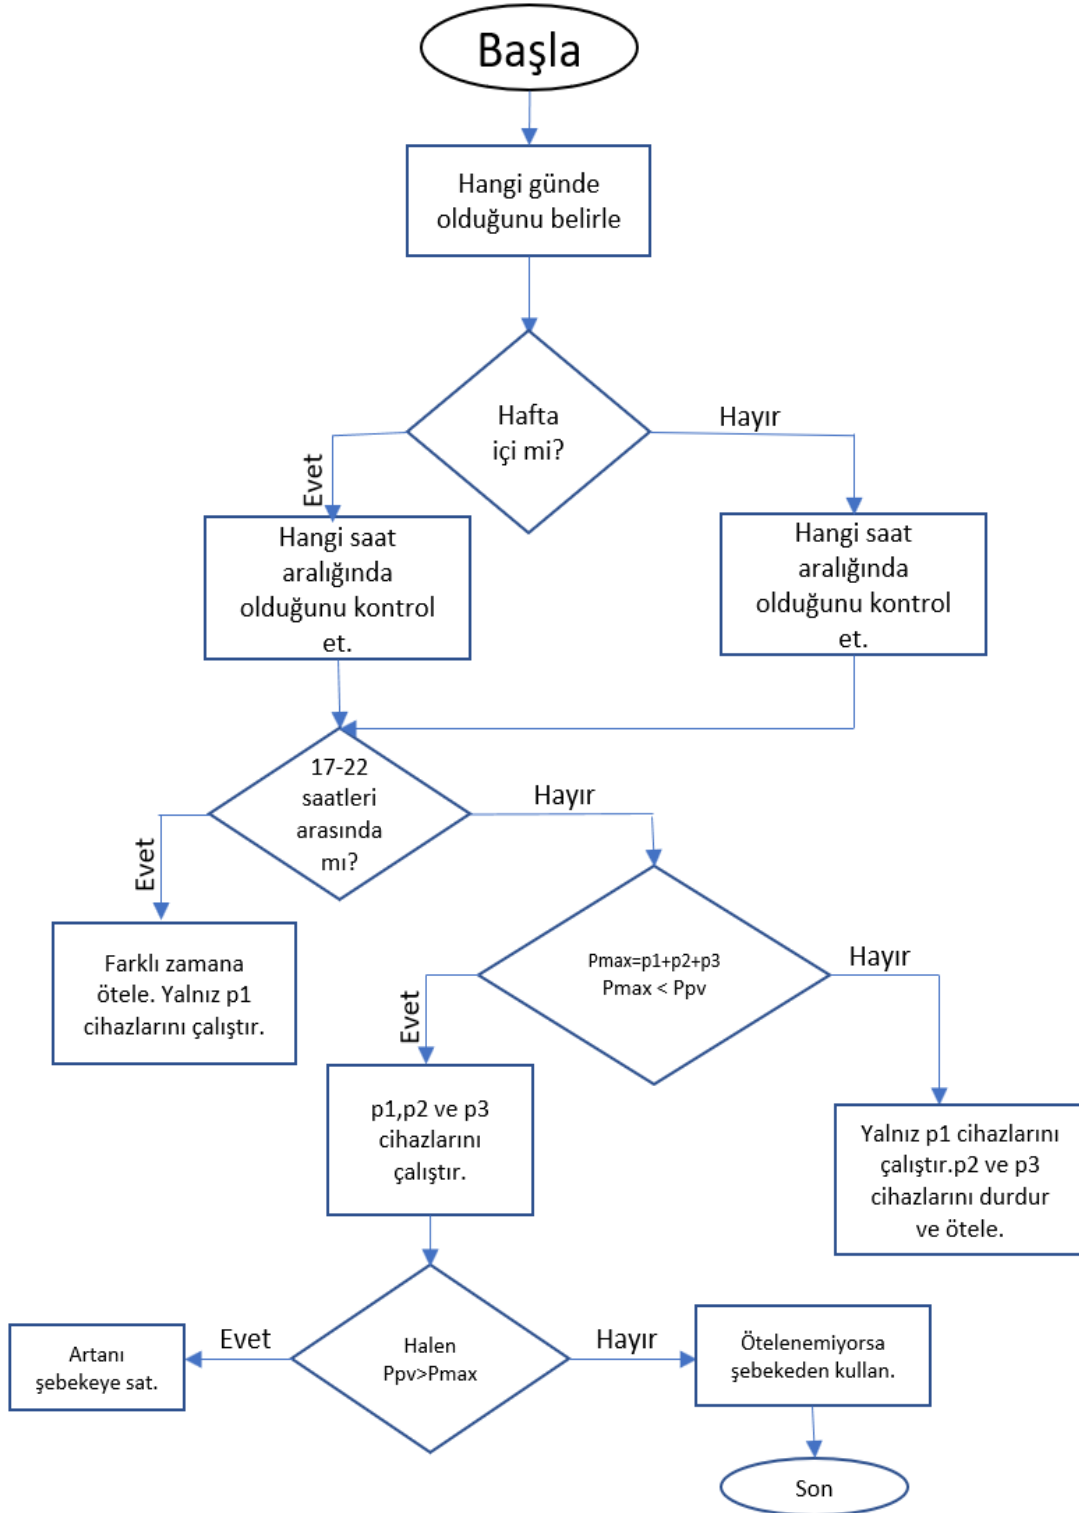 Başla
Hangi günde
olduğunu belirle
Hafta
içi mi?
Hayır
Evet
Hangi saat
aralığında
olduğunu kontrol
et.
Hangi saat
aralığında
olduğunu kontrol
et.
17-22
saatleri
arasında
mı?
Hayır
Evet
Farklı zamana
ötele. Yalnız p1
cihazlarını çalıştır.
Pmax=p1+p2+p3
Pmax < Ppv
Hayır
Evet
p1,p2 ve p3
cihazlarını
çalıştır.
Yalnız p1 cihazlarını
çalıştır.p2 ve p3
cihazlarını durdur
ve ötele.
Halen
Ppv>Pmax
Evet
Hayır
Artanı
şebekeye sat.
Ötelenemiyorsa
şebekeden kullan.
Son